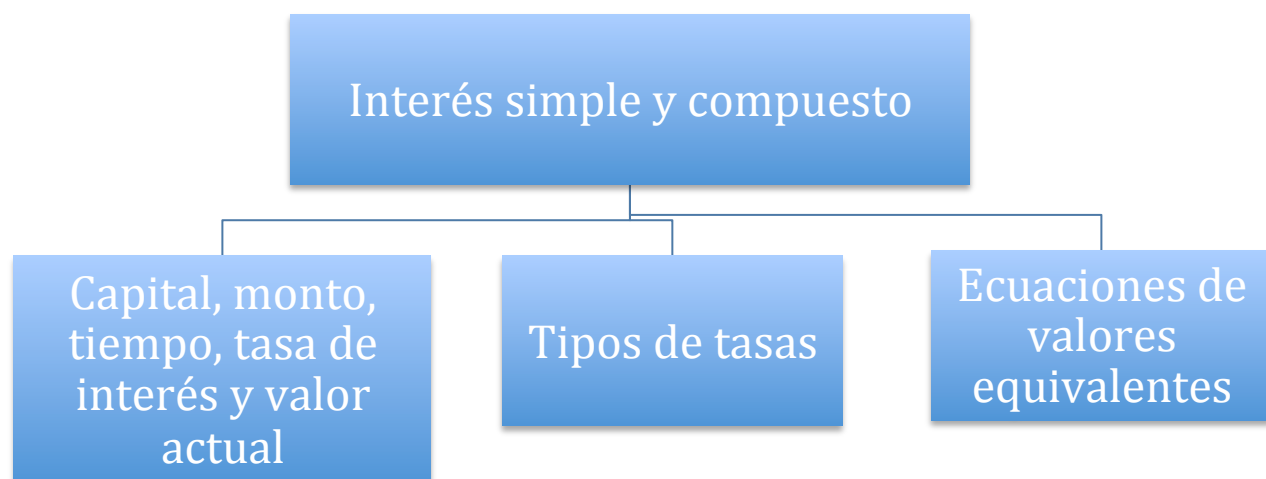 Interés simple y compuesto
Capital, monto,
tiempo, tasa de
interés y valor
actual
Tipos de tasas
Ecuaciones de
valores
equivalentes